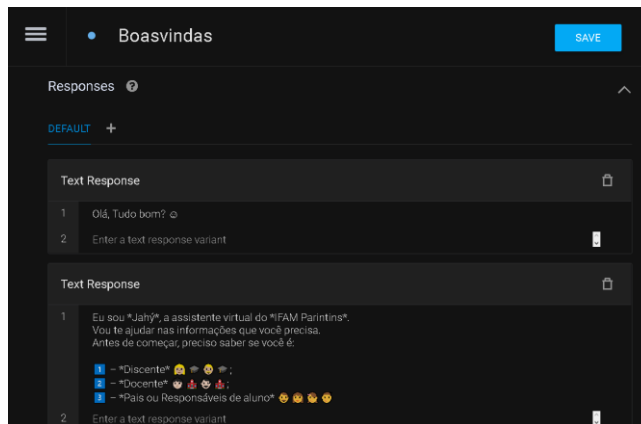 Boasvindas
SAVE
Responses
DEFAULT +
Text Response
1 Olá, Tudo bom? ☺
2 Enter a text response variant
Text Response
1 Eu sou *Jahý*, a assistente virtual do *IFAM Parintins*.
Vou te ajudar nas informações que você precisa.
Antes de começar, preciso saber se você é:
1 – *Discente* ;
2 – *Docente* ;
3 – *Pais ou Responsáveis de aluno*
2 Enter a text response variant